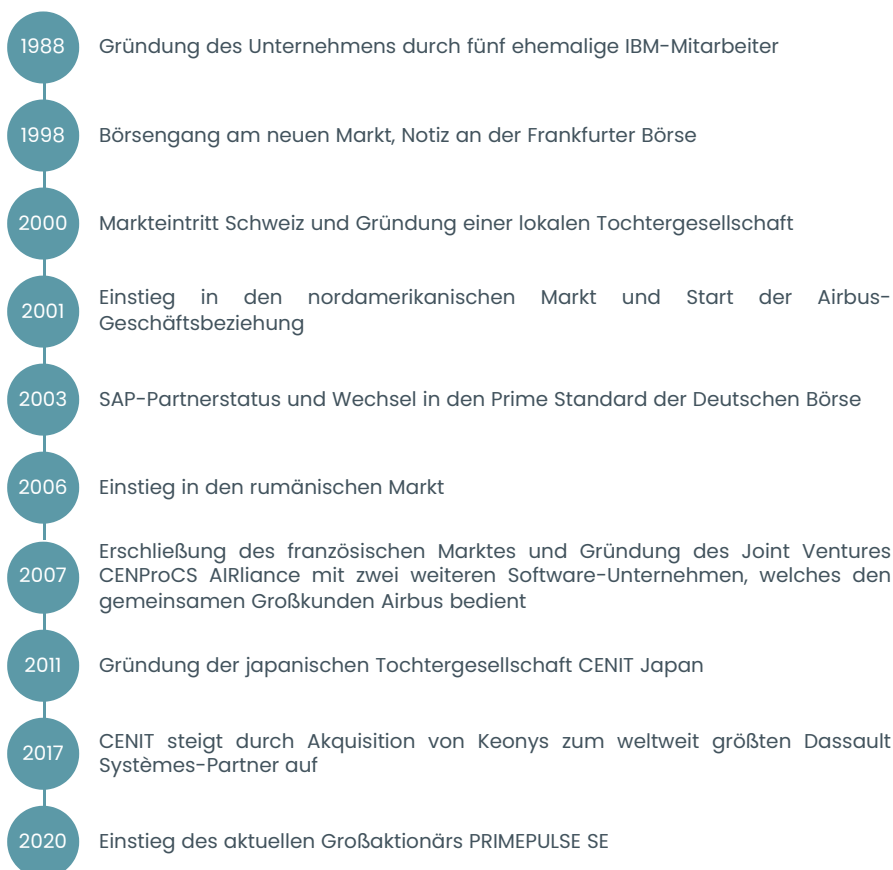 1988 Gründung des Unternehmens durch fünf ehemalige IBM-Mitarbeiter
1998 Börsengang am neuen Markt, Notiz an der Frankfurter Börse
2000 Markteintritt Schweiz und Gründung einer lokalen Tochtergesellschaft
2001 Einstieg in den nordamerikanischen Markt und Start der Airbus-
Geschäftsbeziehung
2003 SAP-Partnerstatus und Wechsel in den Prime Standard der Deutschen Börse
2006 Einstieg in den rumänischen Markt
2007 Erschließung des französischen Marktes und Gründung des Joint Ventures
CENProCS AIRliance mit zwei weiteren Software-Unternehmen, welches den
gemeinsamen Großkunden Airbus bedient
2011 Gründung der japanischen Tochtergesellschaft CENIT Japan
2017 CENIT steigt durch Akquisition von Keonys zum weltweit größten Dassault
Systèmes-Partner auf
2020 Einstieg des aktuellen Großaktionärs PRIMEPULSE SE